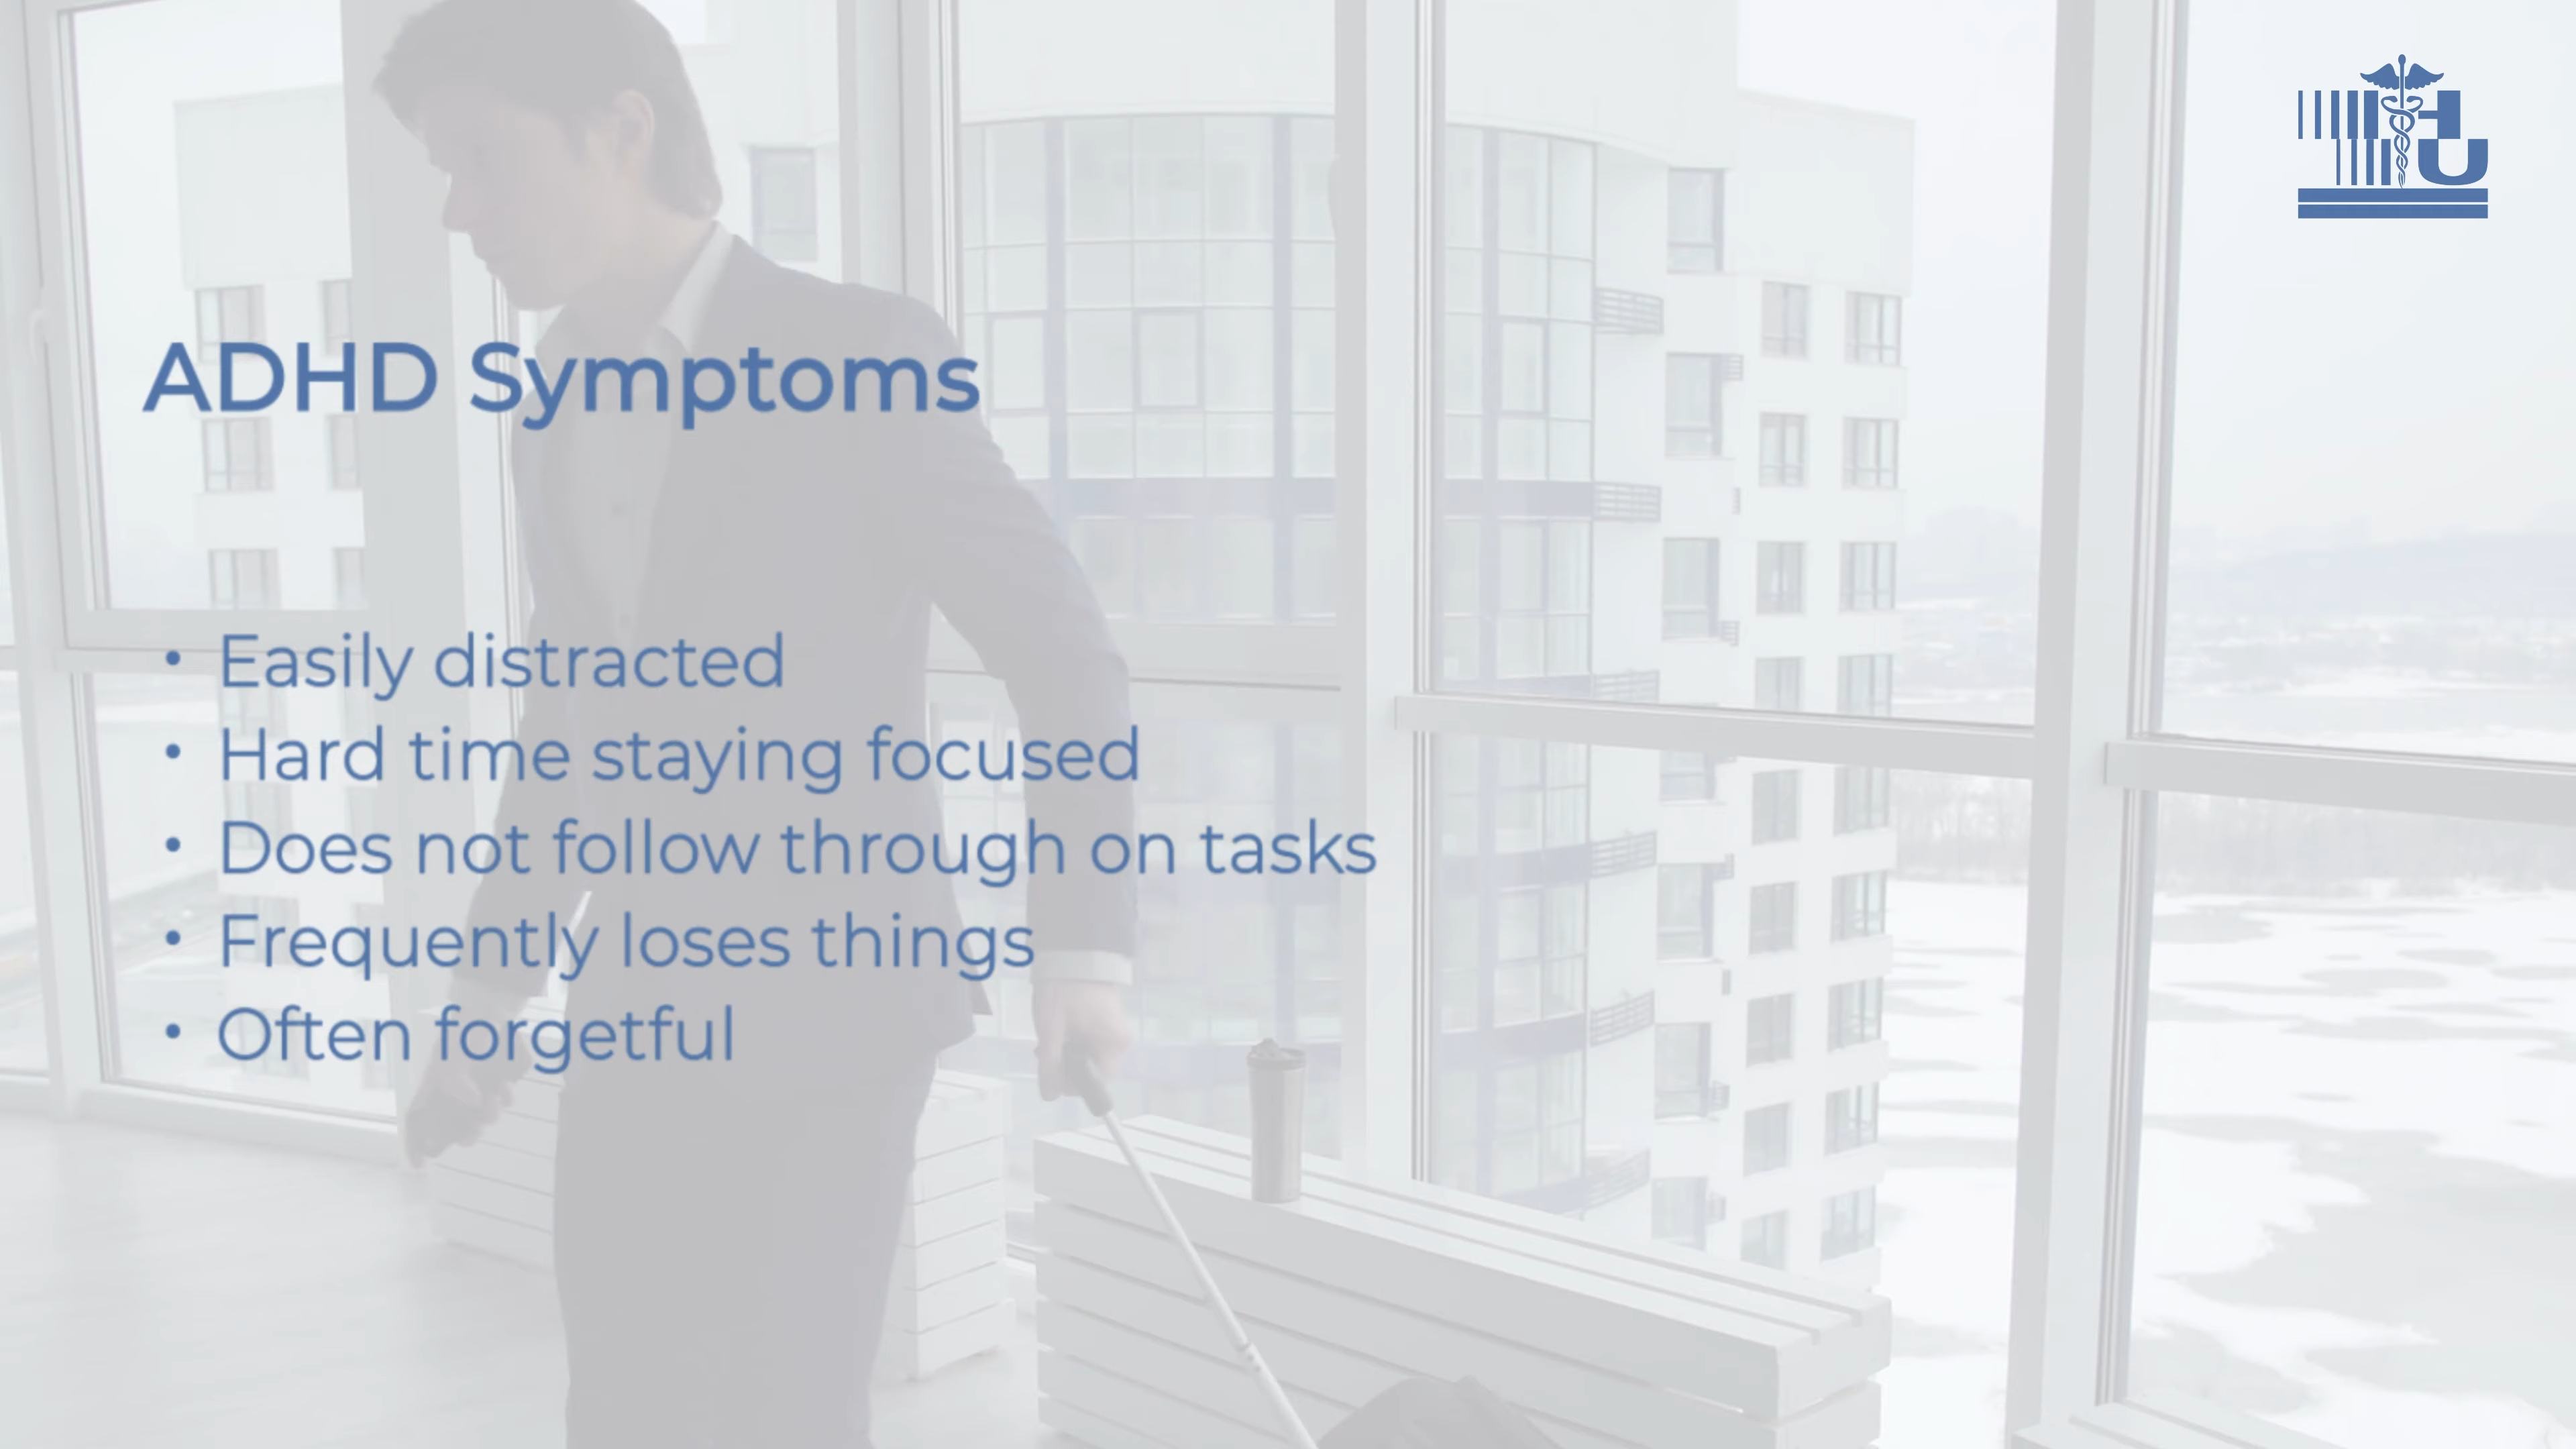 HU
ADHD Symptoms
• Easily distracted
• Hard time staying focused
• Does not follow through on tasks
• Frequently loses things
• Often forgetful